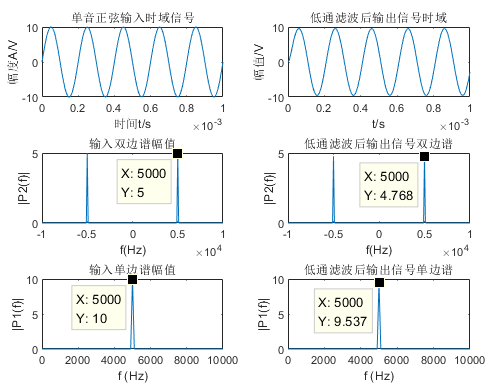 单音正弦输入时域信号
幅度A/V
10
0
-10
0 0.2 0.4 0.6 0.8 1
时间t/s
×10^-3
低通滤波后输出信号时域
幅值/V
10
0
-10
0 0.2 0.4 0.6 0.8 1
t/s
×10^-3
输入双边谱幅值
|P2(f)|
5
0
X: 5000
Y: 5
-1 -0.5 0 0.5 1
f(Hz)
×10^4
低通滤波后输出信号双边谱
|P2(f)|
5
0
X: 5000
Y: 4.768
-1 -0.5 0 0.5 1
f(Hz)
×10^4
输入单边谱幅值
|P1(f)|
10
5
0
X: 5000
Y: 10
0 2000 4000 6000 8000 10000
f (Hz)
低通滤波后输出信号单边谱
|P1(f)|
10
5
0
X: 5000
Y: 9.537
0 2000 4000 6000 8000 10000
f (Hz)